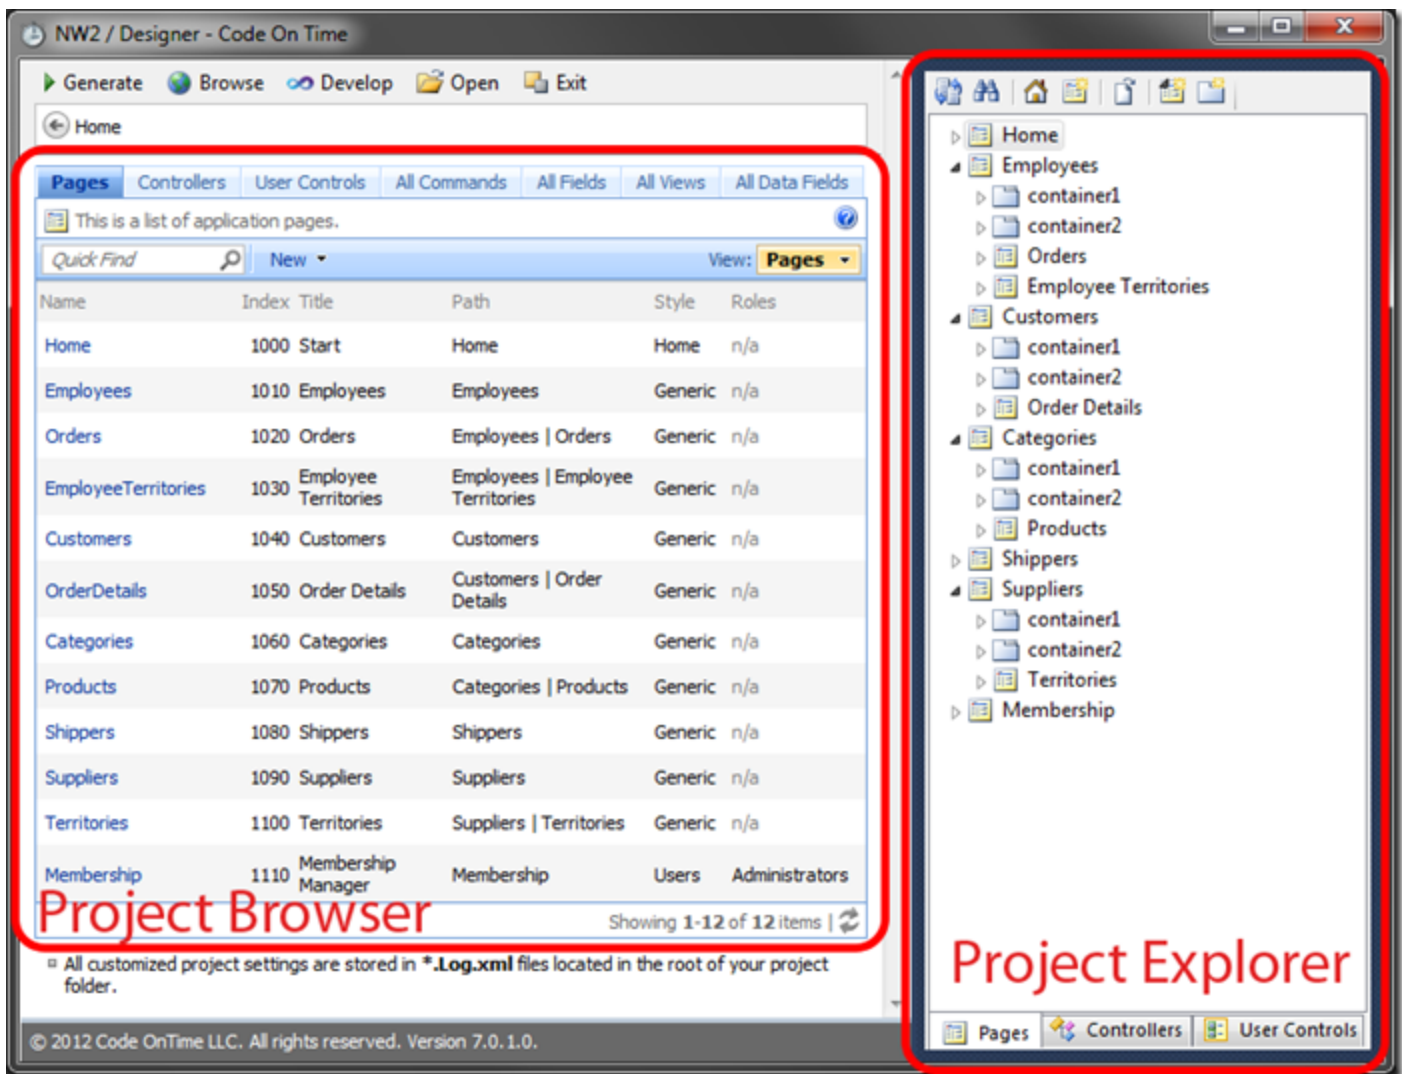 NW2 / Designer - Code On Time
Generate Browse Develop Open Exit
Home
Pages Controllers User Controls All Commands All Fields All Views All Data Fields
This is a list of application pages.
Quick Find New View: Pages
Name Index Title Path Style Roles
Home 1000 Start Home Home n/a
Employees 1010 Employees Employees Generic n/a
Orders 1020 Orders Employees | Orders Generic n/a
EmployeeTerritories 1030 Employee Territories Employees | Employee Territories Generic n/a
Customers 1040 Customers Customers Generic n/a
OrderDetails 1050 Order Details Customers | Order Details Generic n/a
Categories 1060 Categories Categories Generic n/a
Products 1070 Products Categories | Products Generic n/a
Shippers 1080 Shippers Shippers Generic n/a
Suppliers 1090 Suppliers Suppliers Generic n/a
Territories 1100 Territories Suppliers | Territories Generic n/a
Membership 1110 Membership Manager Membership Users Administrators
Project Browser
Showing 1-12 of 12 items |
All customized project settings are stored in *.Log.xml files located in the root of your project
folder.
© 2012 Code OnTime LLC. All rights reserved. Version 7.0.1.0.
Home
Employees
container1
container2
Orders
Employee Territories
Customers
container1
container2
Order Details
Categories
container1
container2
Products
Shippers
Suppliers
container1
container2
Territories
Membership
Project Explorer
Pages Controllers User Controls